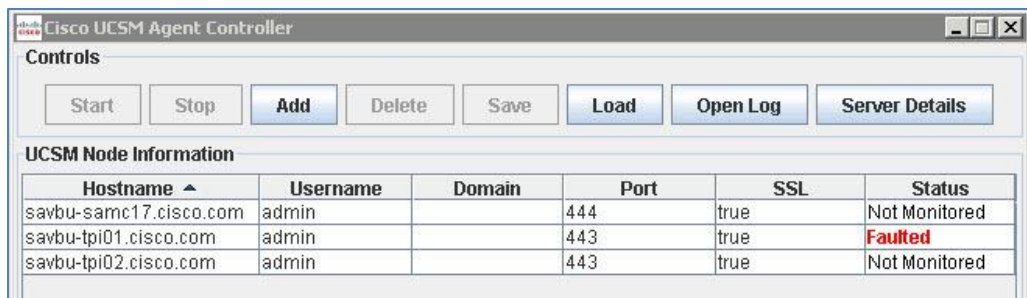 Cisco UCSM Agent Controller
Controls
Start Stop Add Delete Save Load Open Log Server Details
UCSM Node Information
Hostname Username Domain Port SSL Status
savbu-samc17.cisco.com admin 444 true Not Monitored
savbu-tpi01.cisco.com admin 443 true Faulted
savbu-tpi02.cisco.com admin 443 true Not Monitored